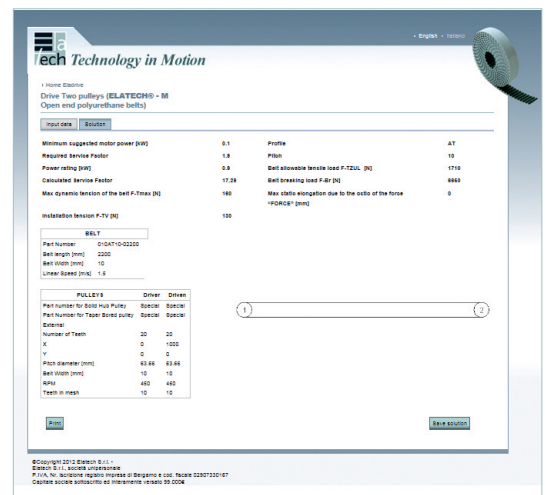 English - Italiano
Ela
Tech Technology in Motion
Home Eladrive
Drive Two pulleys (ELATECH® - M
Open end polyurethane belts)
Input data Solution
Minimum suggested motor power [kW] 0.1 Profile AT
Required Service Factor 1.9 Pitch 10
Power rating [kW] 0.9 Belt allowable tensile load F-TZUL [N] 1710
Calculated Service Factor 17.28 Belt breaking load F-Br [N] 6650
Max dynamic tension of the belt F-Tmax [N] 160 Max static elongation due to the ostio of the force 0
"FORCE" [mm]
Installation tension F-TV [N] 130
BELT
Part Number 010AT10-02200
Belt length [mm] 2200
Belt Width [mm] 10
Linear Speed [m/s] 1.5
PULLEYS Driver Driven
Part number for Solid Hub Pulley Special Special
Part Number for Taper Bored pulley Special Special
External
Number of Teeth 20 20
X 0 1000
Y 0 0
Pitch diameter [mm] 63.66 63.66
Belt Width [mm] 10 10
RPM 450 450
Teeth in mesh 10 10
1 2
Print Save solution
©Copyright 2012 Elatech S.r.l. -
Elatech S.r.l., società unipersonale
P.IVA, Nr. iscrizione registro imprese di Bergamo e cod. fiscale 02907330167
Capitale sociale sottoscritto ed interamente versato 99.000€